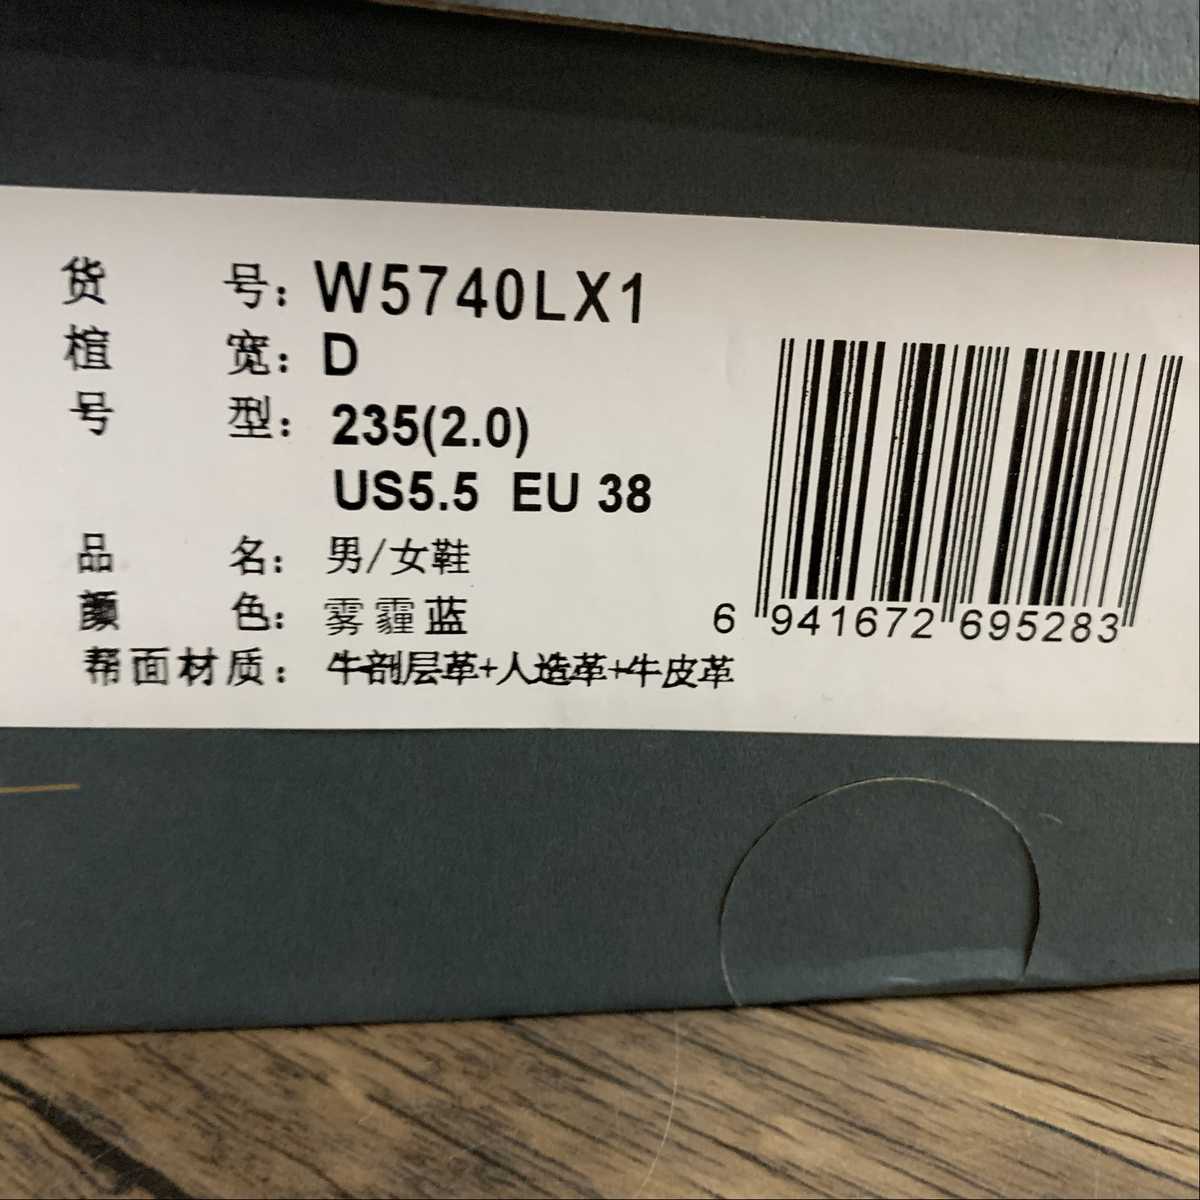 货 号：W5740LX1
楦 宽：D
号 型：235(2.0)
US5.5 EU 38
品 名：男/女鞋
颜 色：雾霾蓝
帮面材质：牛剖层革+人造革+牛皮革
6 941672 695283